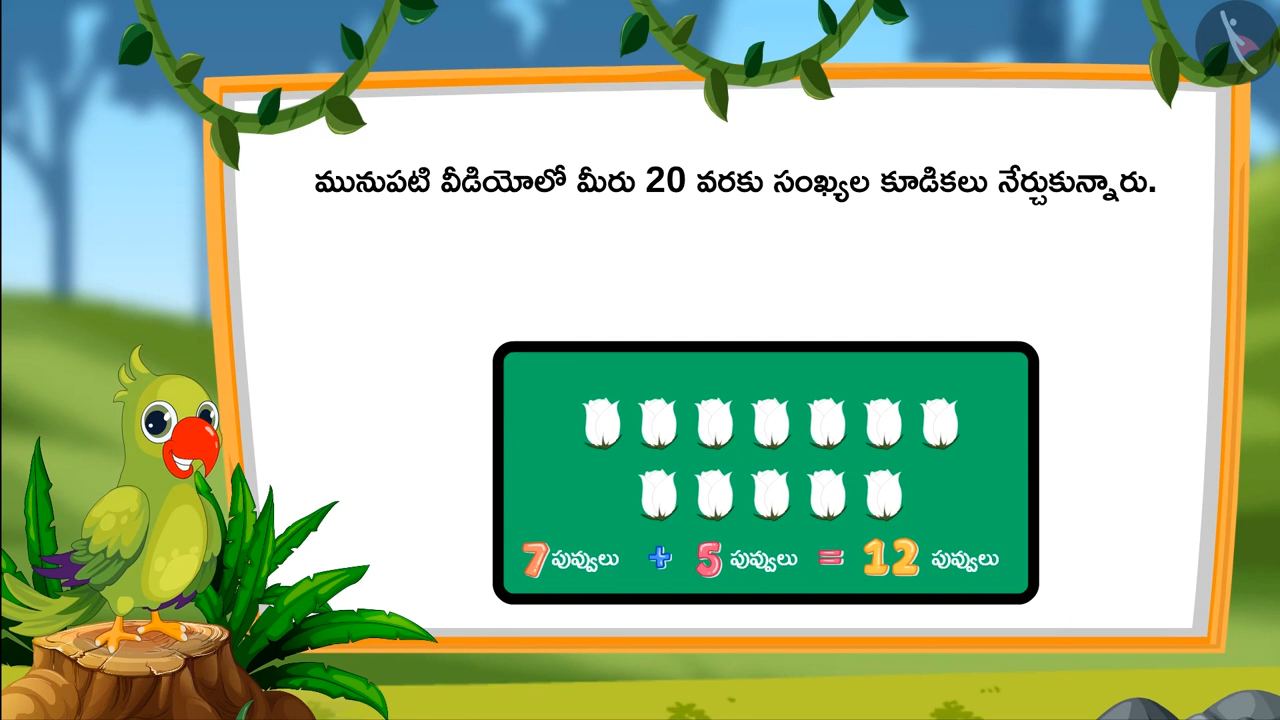 మునుపటి వీడియోలో మీరు 20 వరకు సంఖ్యల కూడికలు నేర్చుకున్నారు.
7 పువ్వులు + 5 పువ్వులు = 12 పువ్వులు